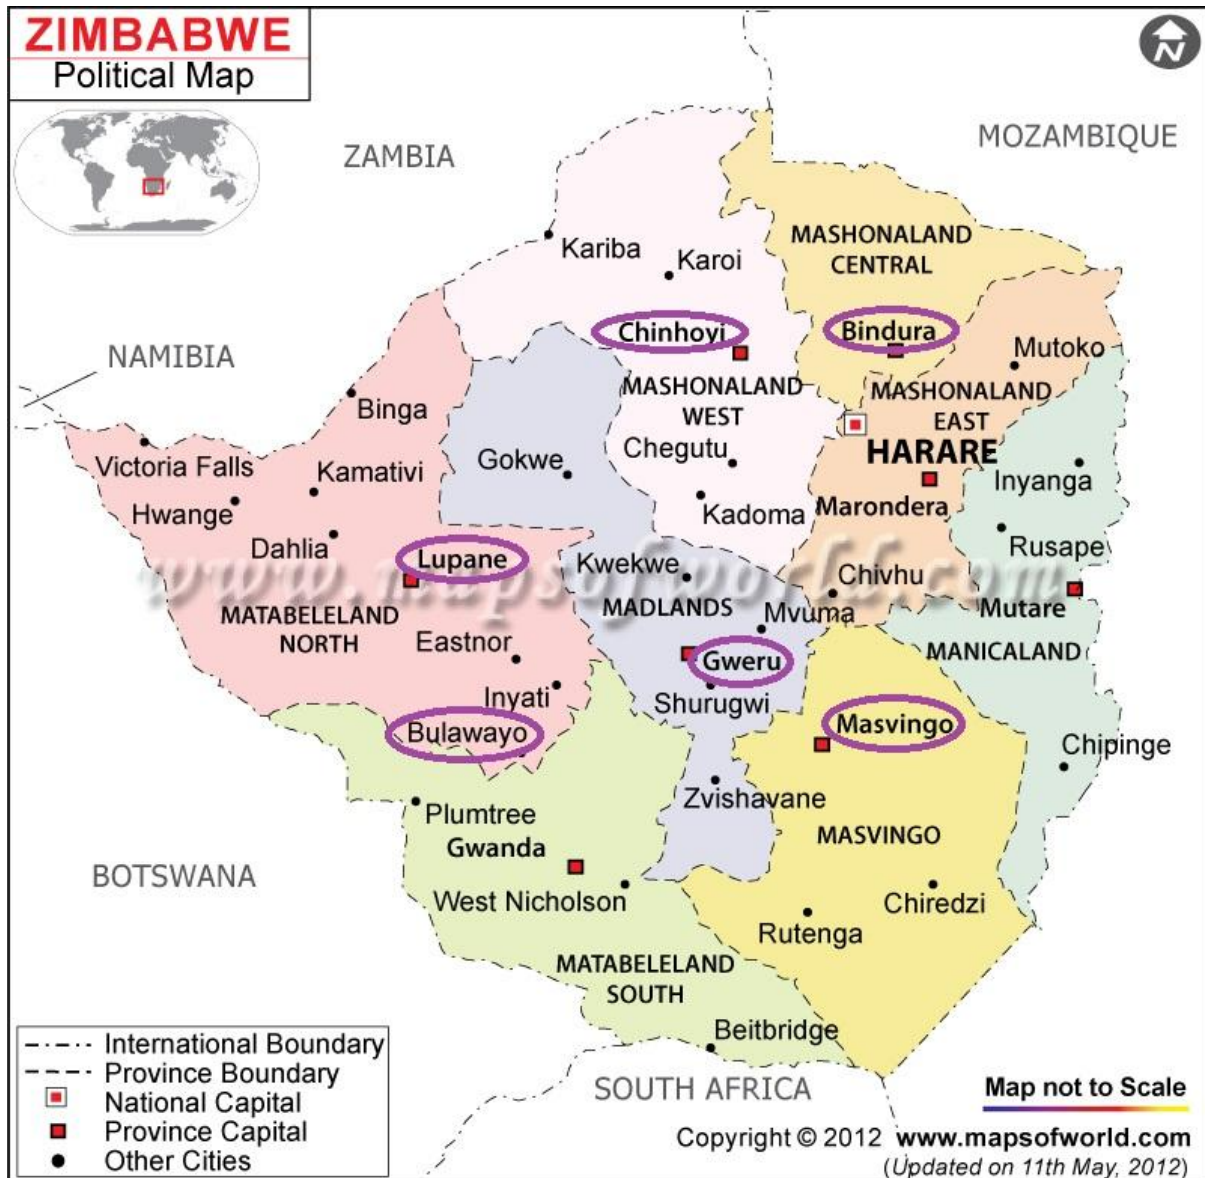 ZIMBABWE
Political Map
ZAMBIA
MOZAMBIQUE
MASHONALAND
CENTRAL
Kariba
Karoi
Chinhoyi
Bindura
NAMIBIA
Mutoko
MASHONALAND
WEST
MASHONALAND
EAST
Binga
HARARE
Victoria Falls
Kamativi
Gokwe
Chegutu
Inyanga
Hwange
Kadoma
Marondera
Dahlia
Rusape
Lupane
Kwekwe
Chivhu
www.mapsofworld.com
MATABELELAND
NORTH
MADLANDS
Mvuma
Mutare
Eastnor
Gweru
MANICALAND
Inyati
Shurugwi
Bulawayo
Masvingo
Chipinge
Plumtree
Zvishavane
Gwanda
MASVINGO
BOTSWANA
West Nicholson
Chiredzi
Rutenga
MATABELELAND
SOUTH
Beitbridge
SOUTH AFRICA
International Boundary
Province Boundary
National Capital
Province Capital
Other Cities
N
Map not to Scale
Copyright © 2012 www.mapsofworld.com
(Updated on 11th May, 2012)